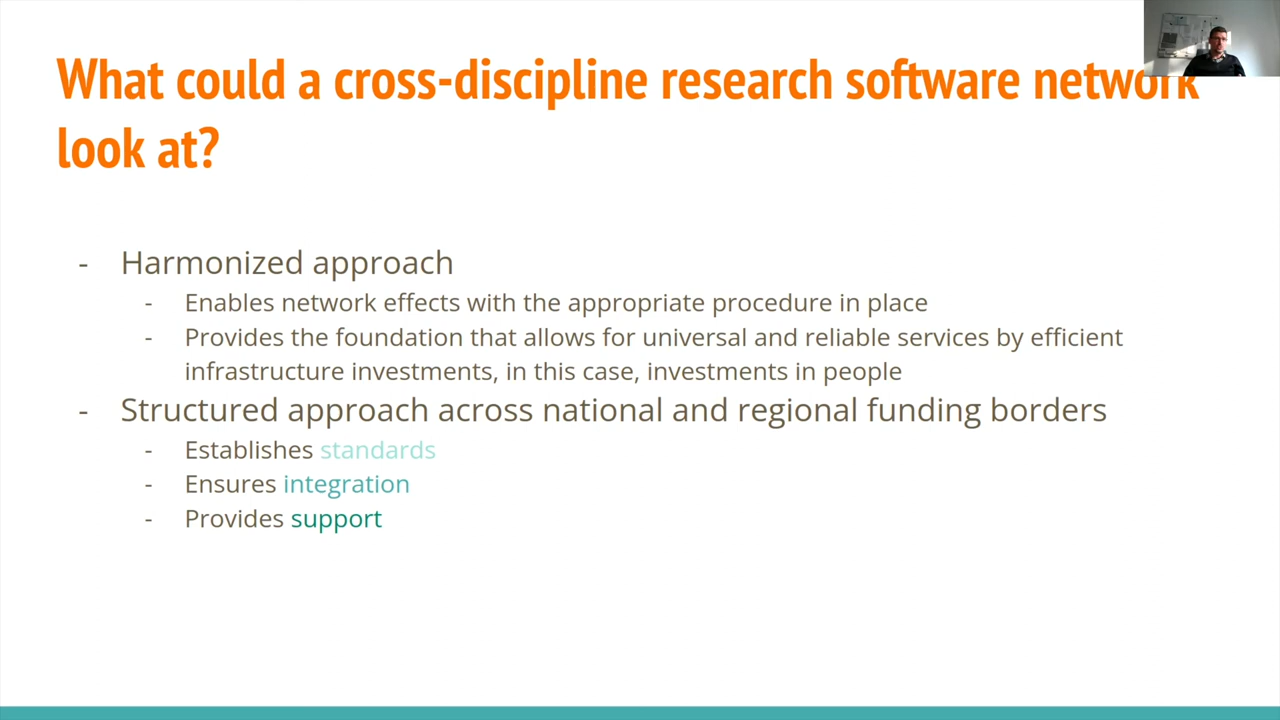 What could a cross-discipline research software network
look at?
- Harmonized approach
- Enables network effects with the appropriate procedure in place
- Provides the foundation that allows for universal and reliable services by efficient
infrastructure investments, in this case, investments in people
- Structured approach across national and regional funding borders
- Establishes standards
- Ensures integration
- Provides support